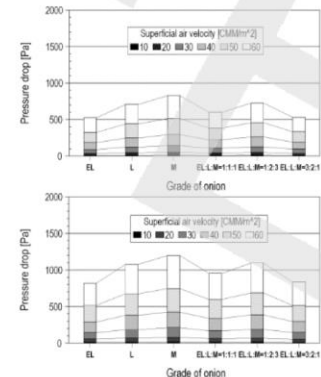 2000
Superficial air velocity [CMM/m^2]
10 20 30 40 50 60
1500
1000
500
0
Pressure drop [Pa]
EL L M EL:L:M=1:1:1 EL:L:M=1:2:3 EL:L:M=3:2:1
Grade of onion
2000
Superficial air velocity [CMM/m^2]
10 20 30 40 50 60
1500
1000
500
0
Pressure drop [Pa]
EL L M EL:L:M=1:1:1 EL:L:M=1:2:3 EL:L:M=3:2:1
Grade of onion